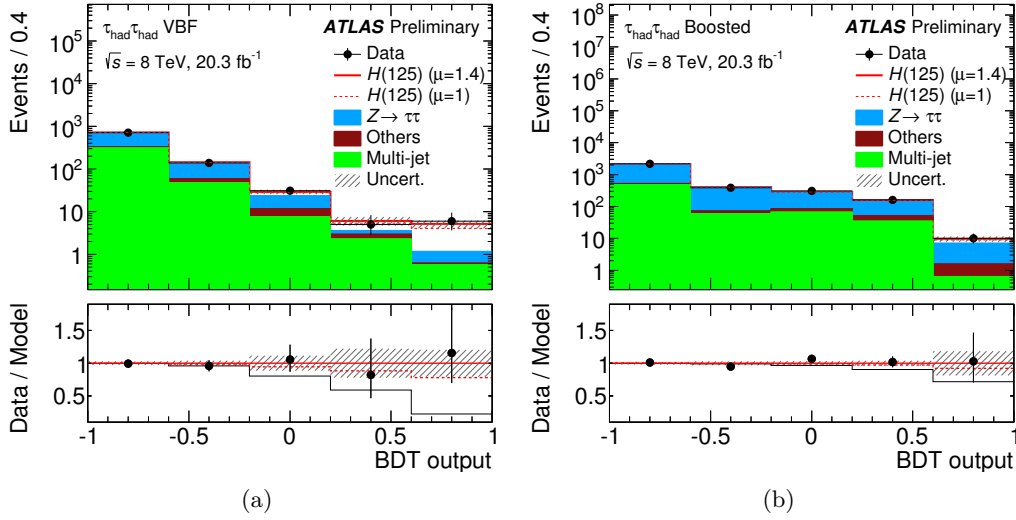 τhadτhad VBF
ATLAS Preliminary
√s = 8 TeV, 20.3 fb-1
Data
H(125) (μ=1.4)
H(125) (μ=1)
Z→ ττ
Others
Multi-jet
Uncert.
Events / 0.4
10^5
10^4
10^3
10^2
10
1
Data / Model
1.5
1
0.5
-1 -0.5 0 0.5 1
BDT output
(a)
τhadτhad Boosted
ATLAS Preliminary
√s = 8 TeV, 20.3 fb-1
Data
H(125) (μ=1.4)
H(125) (μ=1)
Z→ ττ
Others
Multi-jet
Uncert.
Events / 0.4
10^8
10^7
10^6
10^5
10^4
10^3
10^2
10
1
Data / Model
1.5
1
0.5
-1 -0.5 0 0.5 1
BDT output
(b)